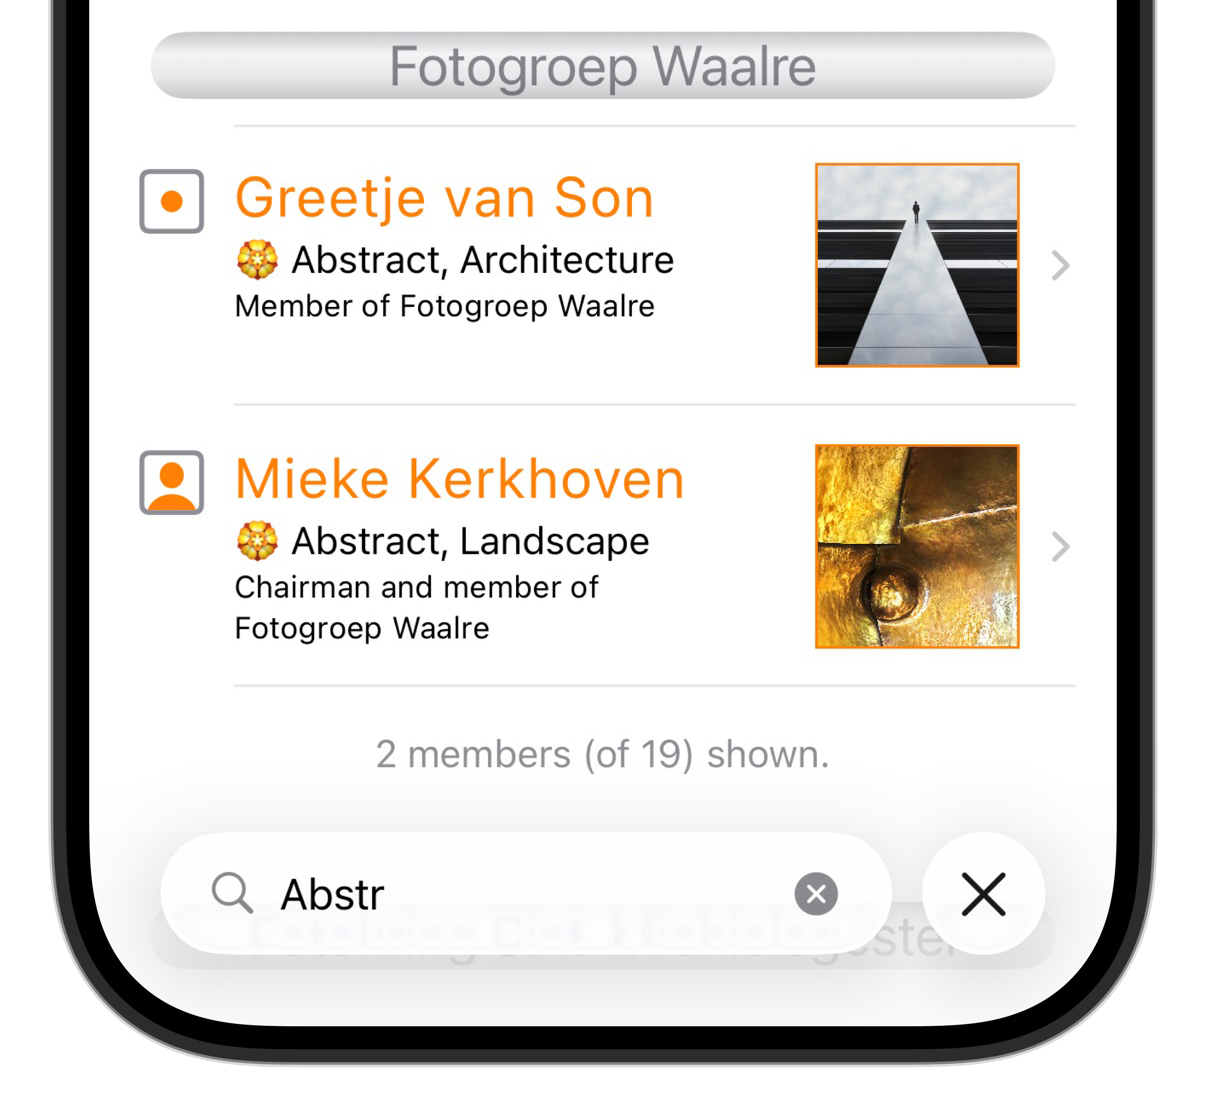 Fotogroep Waalre
Greetje van Son
Abstract, Architecture
Member of Fotogroep Waalre
Mieke Kerkhoven
Abstract, Landscape
Chairman and member of
Fotogroep Waalre
2 members (of 19) shown.
Abstr